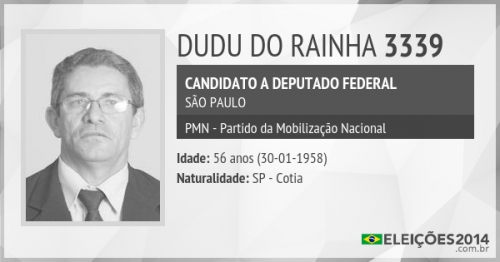 DUDU DO RAINHA 3339
CANDIDATO A DEPUTADO FEDERAL
SÃO PAULO
PMN - Partido da Mobilização Nacional
Idade: 56 anos (30-01-1958)
Naturalidade: SP - Cotia
ELEIÇÕES2014
.com.br